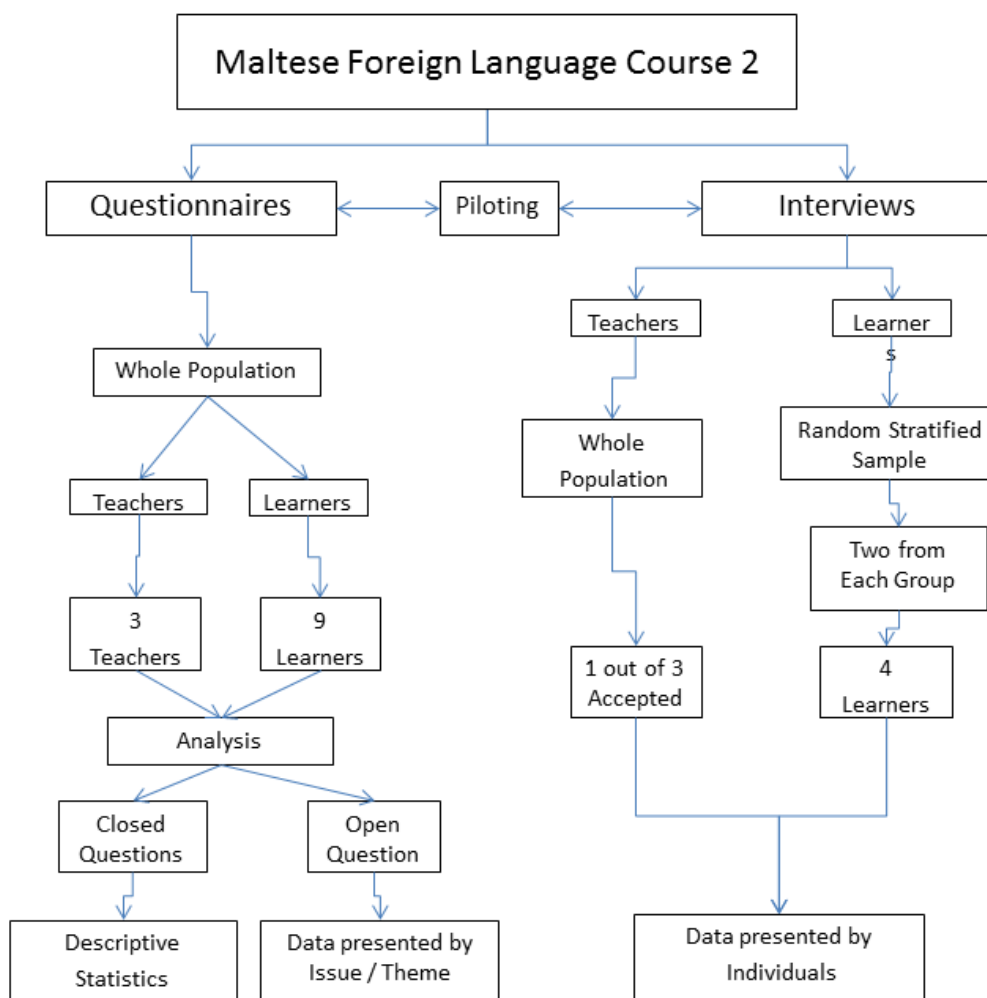 Maltese Foreign Language Course 2
Questionnaires
Piloting
Interviews
Teachers
Learner
s
Whole Population
Whole
Population
Random Stratified
Sample
Teachers
Learners
Two from
Each Group
3
Teachers
9
Learners
1 out of 3
Accepted
4
Learners
Analysis
Closed
Questions
Open
Question
Descriptive
Statistics
Data presented by
Issue / Theme
Data presented by
Individuals